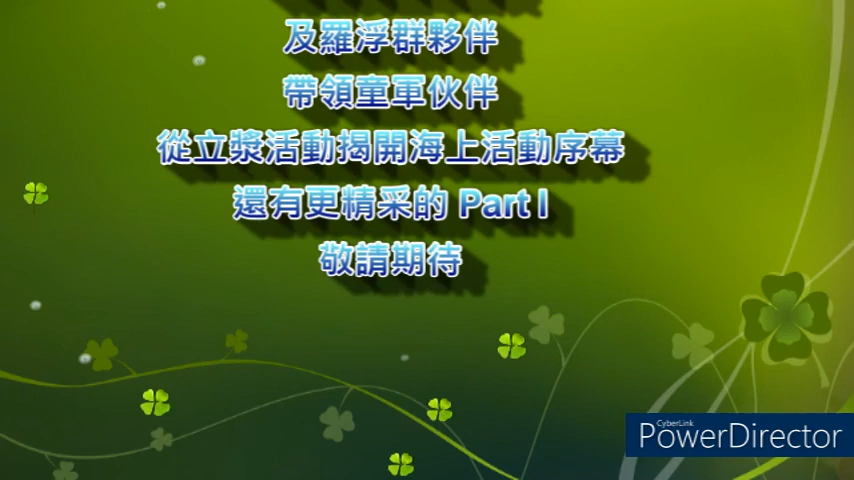 及羅浮群夥伴
帶領童軍伙伴
從立槳活動揭開海上活動序幕
還有更精采的 Part I
敬請期待
CyberLink
PowerDirector